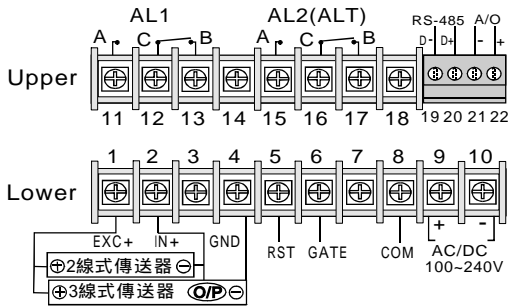 AL1 AL2(ALT) RS-485 A/O
A C B A C B D- D+ - +
Upper
11 12 13 14 15 16 17 18 19 20 21 22
1 2 3 4 5 6 7 8 9 10
Lower
EXC+ IN+ GND RST GATE COM + -
AC/DC
100~240V
⊕2線式傳送器⊖
⊕3線式傳送器 O/P ⊖